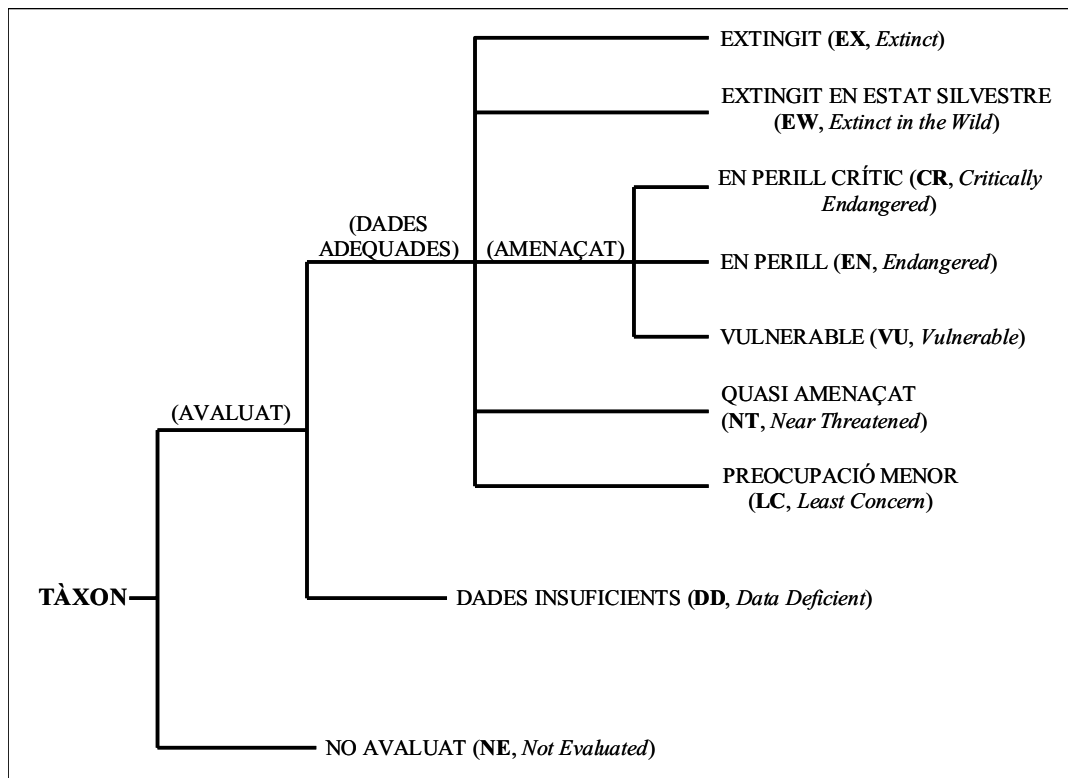 EXTINGIT (EX, Extinct)
EXTINGIT EN ESTAT SILVESTRE
(EW, Extinct in the Wild)
EN PERILL CRÍTIC (CR, Critically
Endangered)
(DADES
ADEQUADES)
(AMENAÇAT)
EN PERILL (EN, Endangered)
VULNERABLE (VU, Vulnerable)
QUASI AMENAÇAT
(NT, Near Threatened)
(AVALUAT)
PREOCUPACIÓ MENOR
(LC, Least Concern)
TÀXON
DADES INSUFICIENTS (DD, Data Deficient)
NO AVALUAT (NE, Not Evaluated)